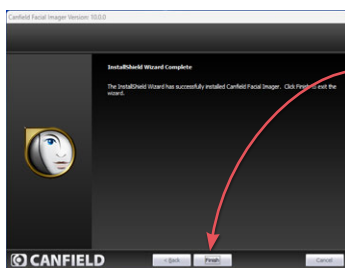 Canfield Facial Imager Version: 10.0.0
InstallShield Wizard Complete
The InstallShield Wizard has successfully installed Canfield Facial Imager. Click Finish to exit the
wizard.
CANFIELD
< Back
Finish
Cancel